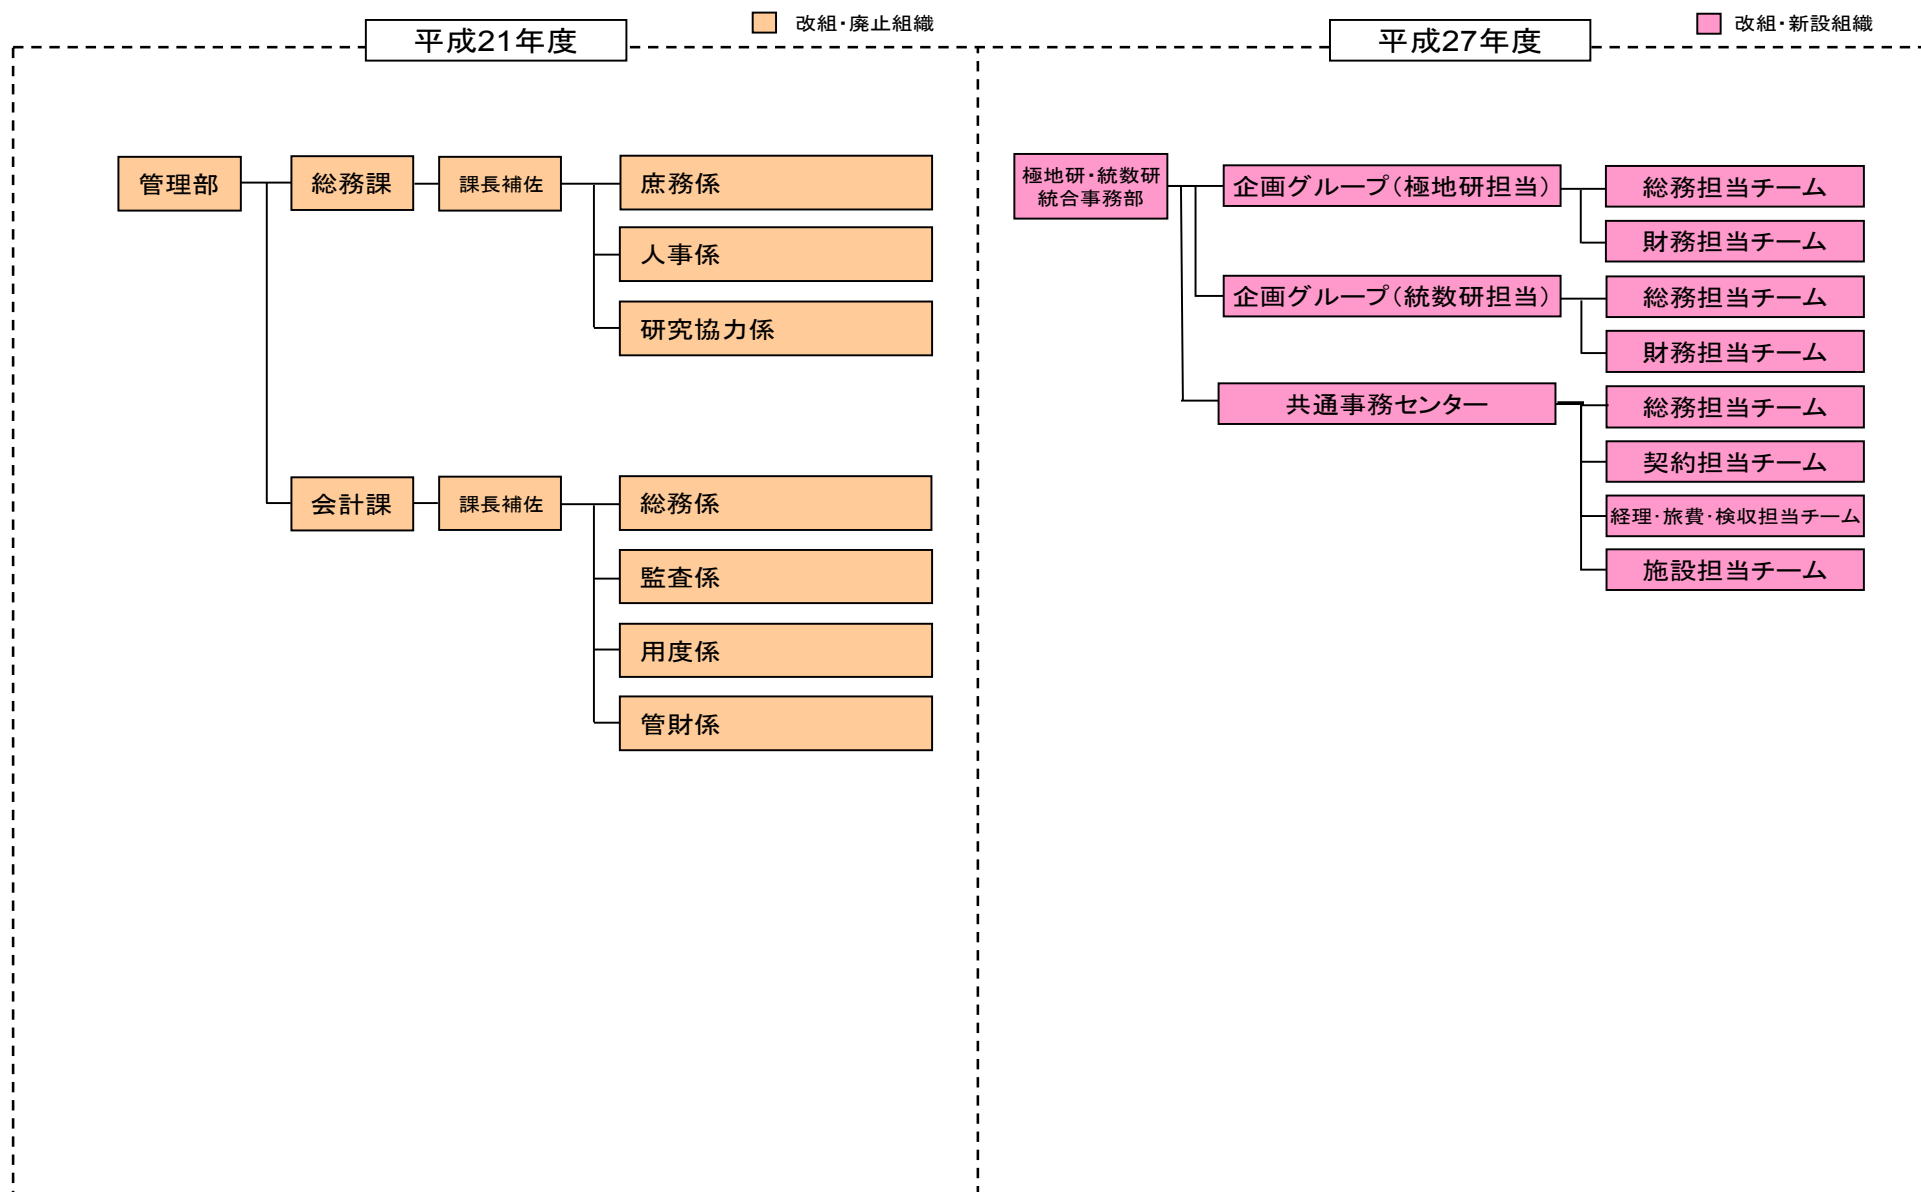 平成21年度
改組・廃止組織
管理部
総務課
課長補佐
庶務係
人事係
研究協力係
会計課
課長補佐
総務係
監査係
用度係
管財係
平成27年度
改組・新設組織
極地研・統数研
統合事務部
企画グループ(極地研担当)
総務担当チーム
財務担当チーム
企画グループ(統数研担当)
総務担当チーム
財務担当チーム
共通事務センター
総務担当チーム
契約担当チーム
経理・旅費・検収担当チーム
施設担当チーム